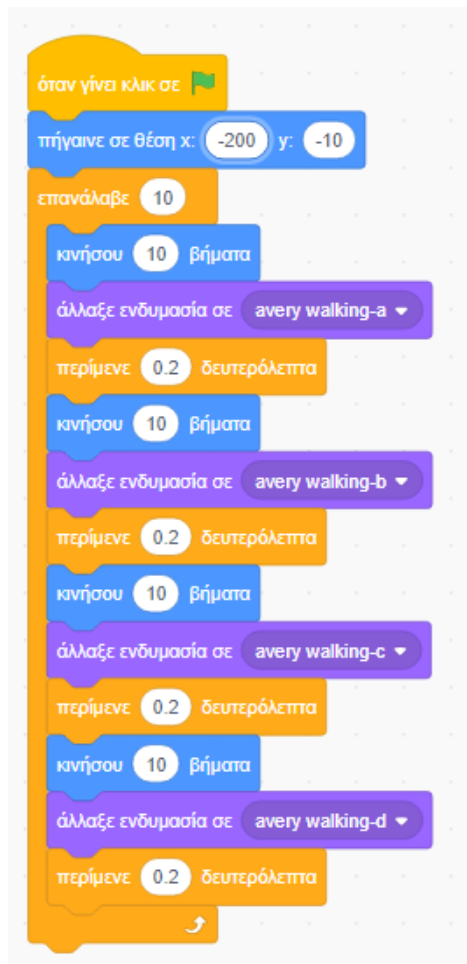 όταν γίνει κλικ σε
πήγαινε σε θέση x: -200 y: -10
επανάλαβε 10
κινήσου 10 βήματα
άλλαξε ενδυμασία σε avery walking-a
περίμενε 0.2 δευτερόλεπτα
κινήσου 10 βήματα
άλλαξε ενδυμασία σε avery walking-b
περίμενε 0.2 δευτερόλεπτα
κινήσου 10 βήματα
άλλαξε ενδυμασία σε avery walking-c
περίμενε 0.2 δευτερόλεπτα
κινήσου 10 βήματα
άλλαξε ενδυμασία σε avery walking-d
περίμενε 0.2 δευτερόλεπτα